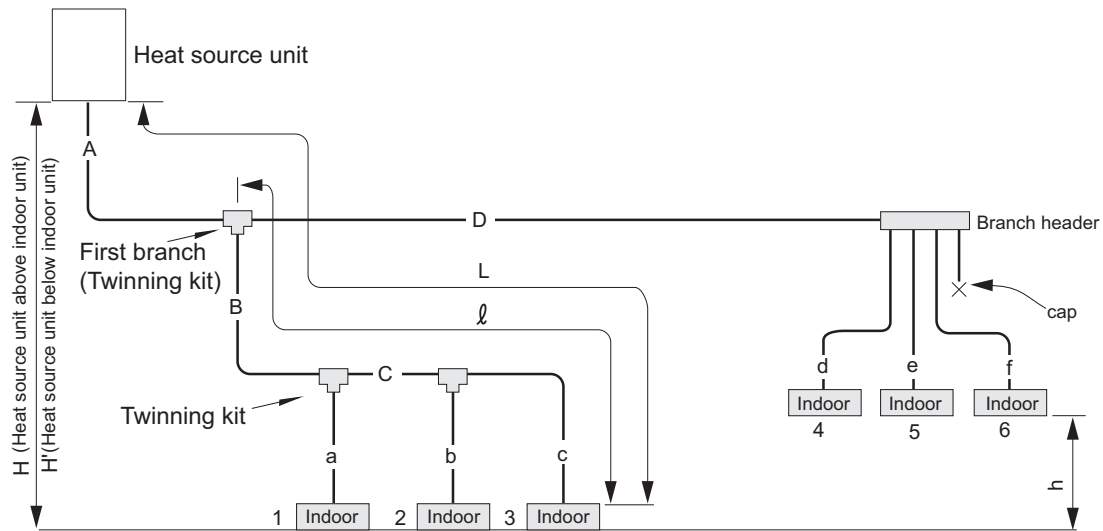 Heat source unit
A
H (Heat source unit above indoor unit)
H'(Heat source unit below indoor unit)
D
Branch header
First branch
(Twinning kit)
L
B
ℓ
cap
C
d
e
f
Twinning kit
Indoor
Indoor
Indoor
4
5
6
a
b
c
h
1
Indoor
2
Indoor
3
Indoor